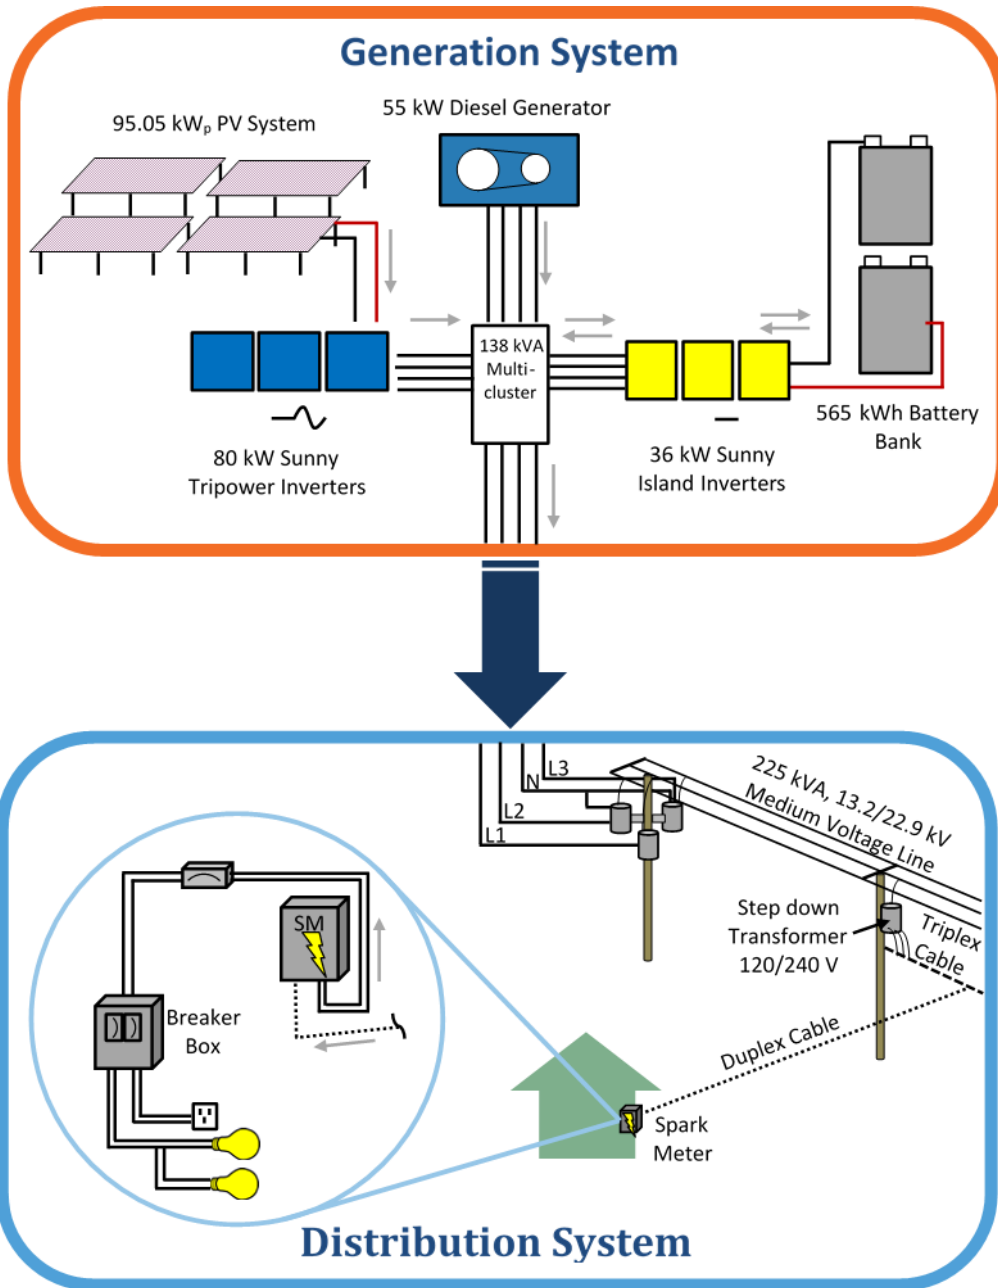 Generation System
55 kW Diesel Generator
95.05 kWₚ PV System
138 kVA
Multi-
cluster
565 kWh Battery
Bank
80 kW Sunny
Tripower Inverters
36 kW Sunny
Island Inverters
L3
N
L2
L1
225 kVA, 13.2/22.9 kV
Medium Voltage Line
Step down
Transformer
120/240 V
Triplex
Cable
SM
Breaker
Box
Duplex Cable
Spark
Meter
Distribution System